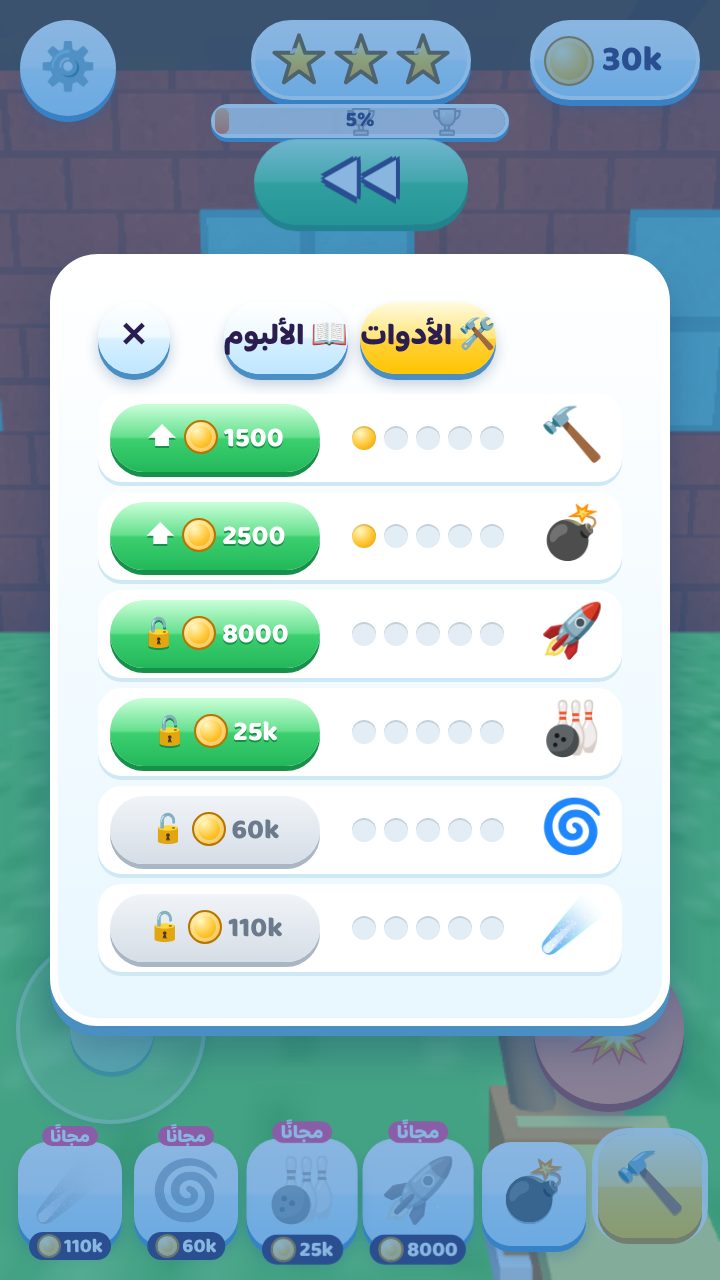 30k
5%
الأدوات
الألبوم
✕
1500
2500
8000
25k
60k
110k
مجانًا
مجانًا
مجانًا
مجانًا
8000
25k
60k
110k